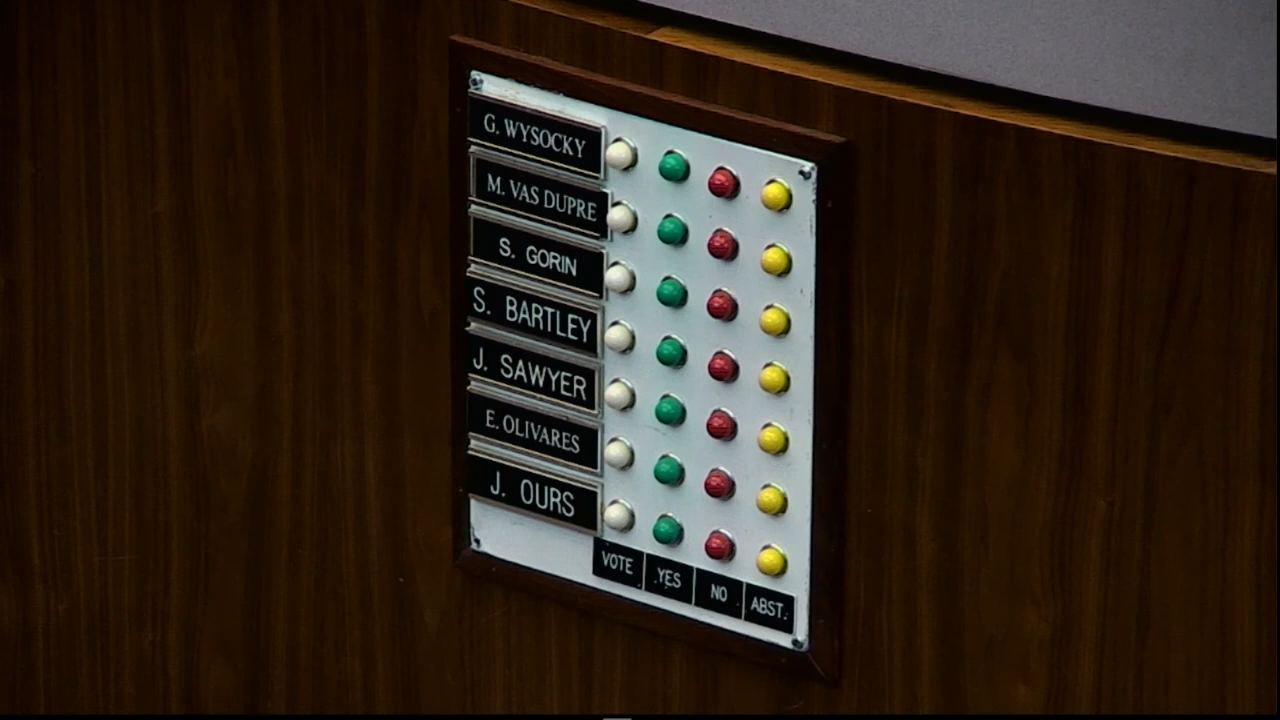 G. WYSOCKY
M. VAS DUPRE
S. GORIN
S. BARTLEY
J. SAWYER
E. OLIVARES
J. OURS
VOTE YES NO ABST.